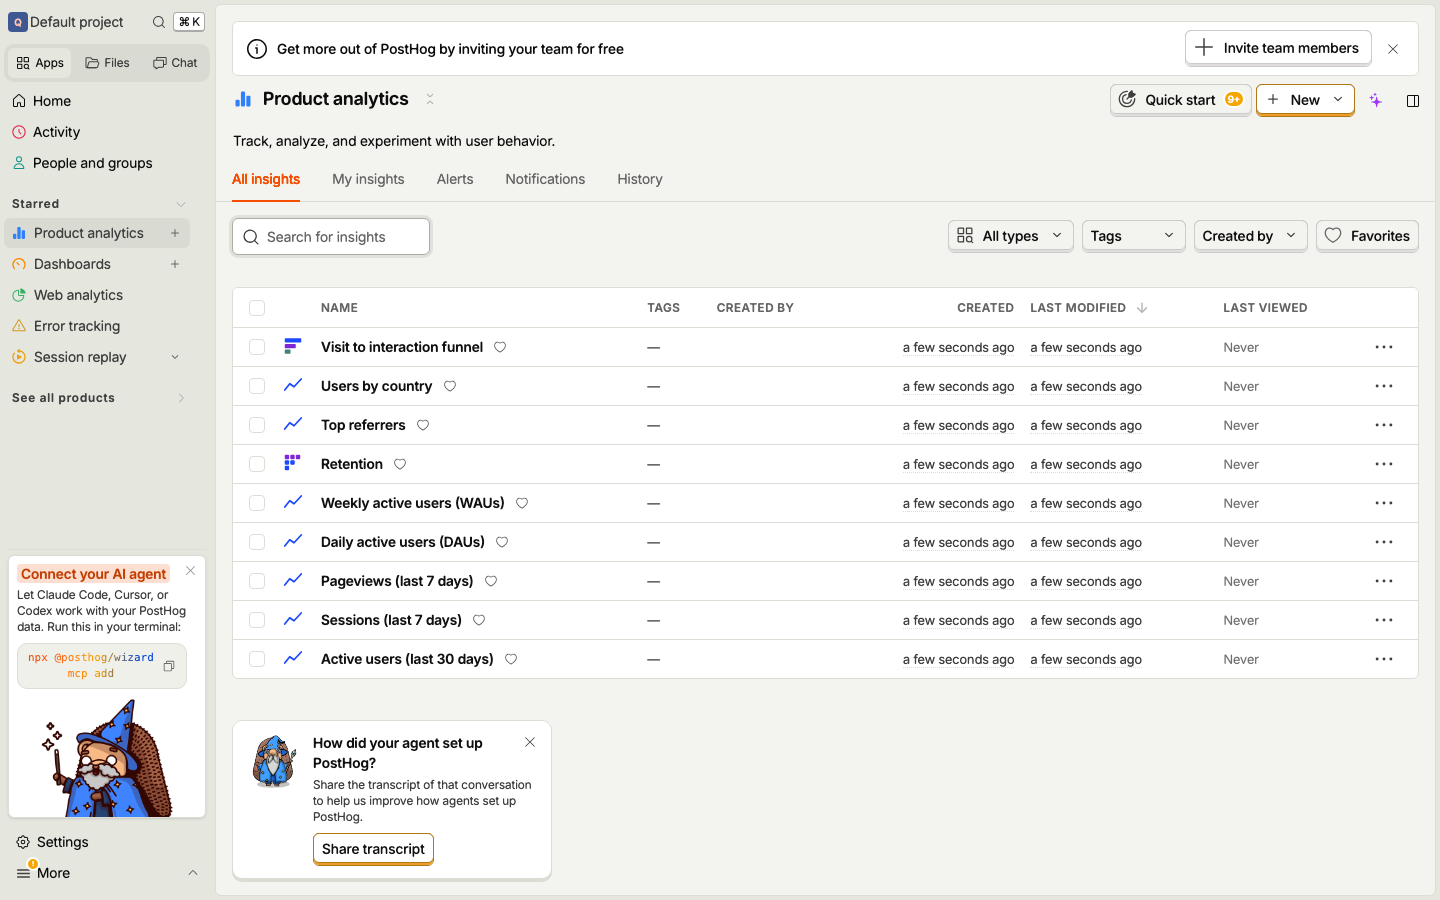 Q Default project ⌘ K
Apps Files Chat
Home
Activity
People and groups
Starred
Product analytics
Dashboards
Web analytics
Error tracking
Session replay
See all products
Connect your AI agent
Let Claude Code, Cursor, or
Codex work with your PostHog
data. Run this in your terminal:
npx @posthog/wizard
mcp add
Settings
! More
Get more out of PostHog by inviting your team for free
Invite team members
Product analytics
Quick start 9+
New
Track, analyze, and experiment with user behavior.
All insights My insights Alerts Notifications History
Search for insights
All types Tags Created by Favorites
NAME TAGS CREATED BY CREATED LAST MODIFIED LAST VIEWED
Visit to interaction funnel — a few seconds ago a few seconds ago Never
Users by country — a few seconds ago a few seconds ago Never
Top referrers — a few seconds ago a few seconds ago Never
Retention — a few seconds ago a few seconds ago Never
Weekly active users (WAUs) — a few seconds ago a few seconds ago Never
Daily active users (DAUs) — a few seconds ago a few seconds ago Never
Pageviews (last 7 days) — a few seconds ago a few seconds ago Never
Sessions (last 7 days) — a few seconds ago a few seconds ago Never
Active users (last 30 days) — a few seconds ago a few seconds ago Never
How did your agent set up
PostHog?
Share the transcript of that conversation
to help us improve how agents set up
PostHog.
Share transcript